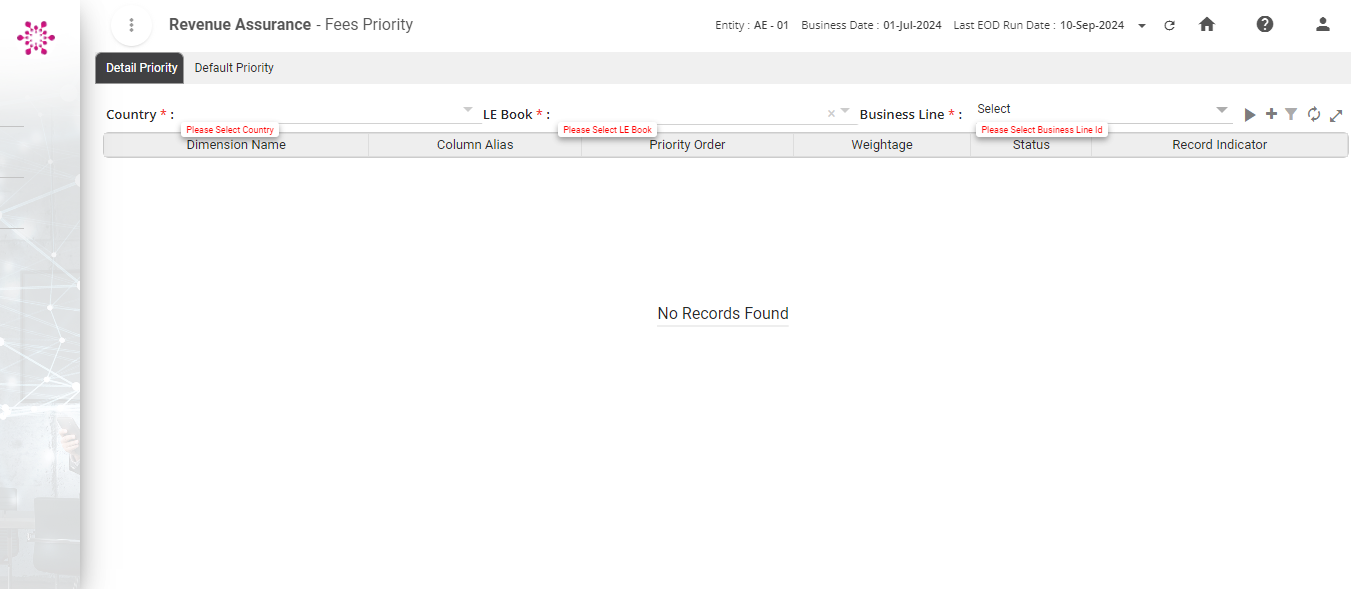 Revenue Assurance - Fees Priority
Entity : AE - 01 Business Date : 01-Jul-2024 Last EOD Run Date : 10-Sep-2024
Detail Priority Default Priority
Country * : LE Book * : × Business Line * : Select
Please Select Country Please Select LE Book Please Select Business Line Id
Dimension Name Column Alias Priority Order Weightage Status Record Indicator
No Records Found